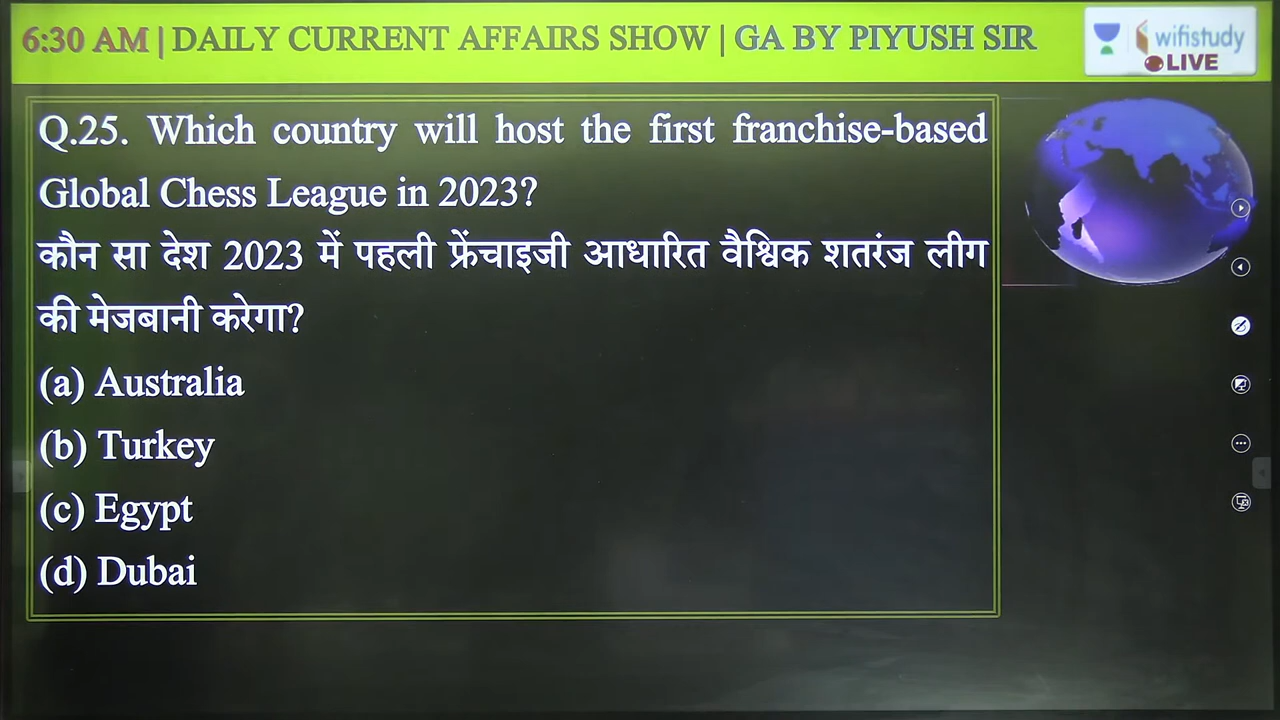 6:30 AM | DAILY CURRENT AFFAIRS SHOW | GA BY PIYUSH SIR
wifistudy
LIVE
Q.25. Which country will host the first franchise-based
Global Chess League in 2023?
कौन सा देश 2023 में पहली फ्रेंचाइजी आधारित वैश्विक शतरंज लीग
की मेजबानी करेगा?
(a) Australia
(b) Turkey
(c) Egypt
(d) Dubai